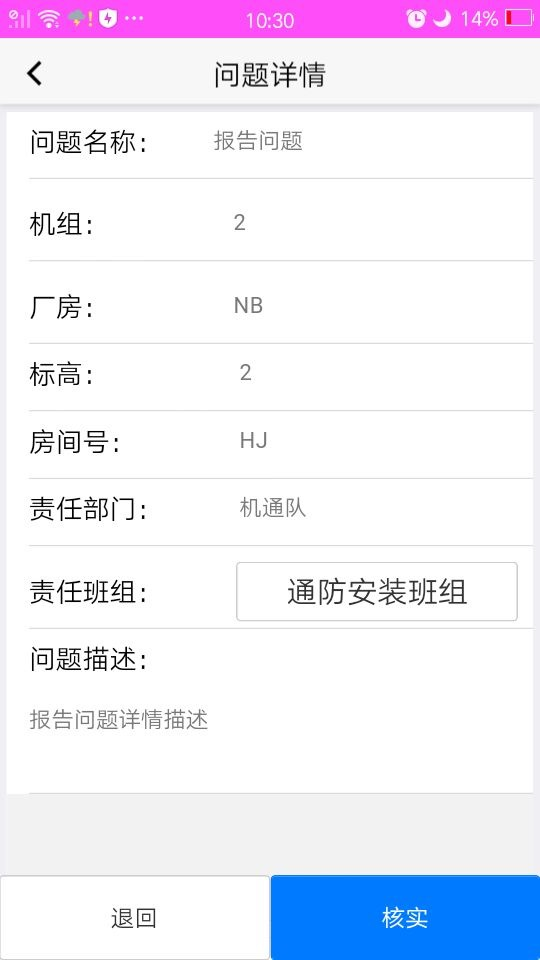 10:30
14%
问题详情
问题名称: 报告问题
机组: 2
厂房: NB
标高: 2
房间号: HJ
责任部门: 机通队
责任班组: 通防安装班组
问题描述:
报告问题详情描述
退回 核实